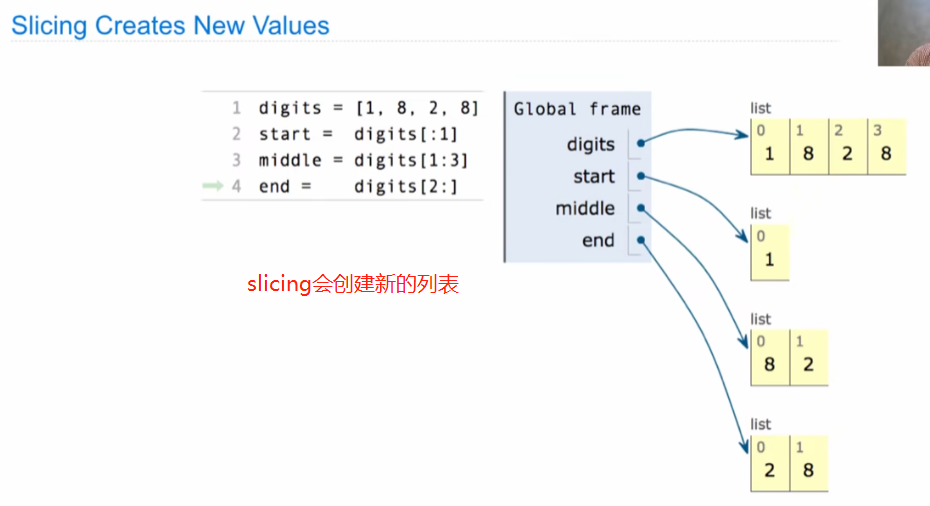 Slicing Creates New Values
1 digits = [1, 8, 2, 8]
2 start = digits[:1]
3 middle = digits[1:3]
4 end = digits[2:]
slicing会创建新的列表
Global frame
digits
start
middle
end
list
0 1 2 3
1 8 2 8
list
0
1
list
0 1
8 2
list
0 1
2 8